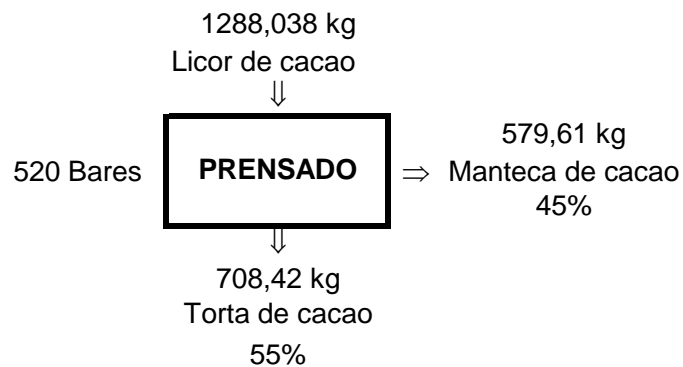 1288,038 kg
Licor de cacao
⇓
520 Bares PRENSADO ⇒ 579,61 kg
Manteca de cacao
45%
⇓
708,42 kg
Torta de cacao
55%